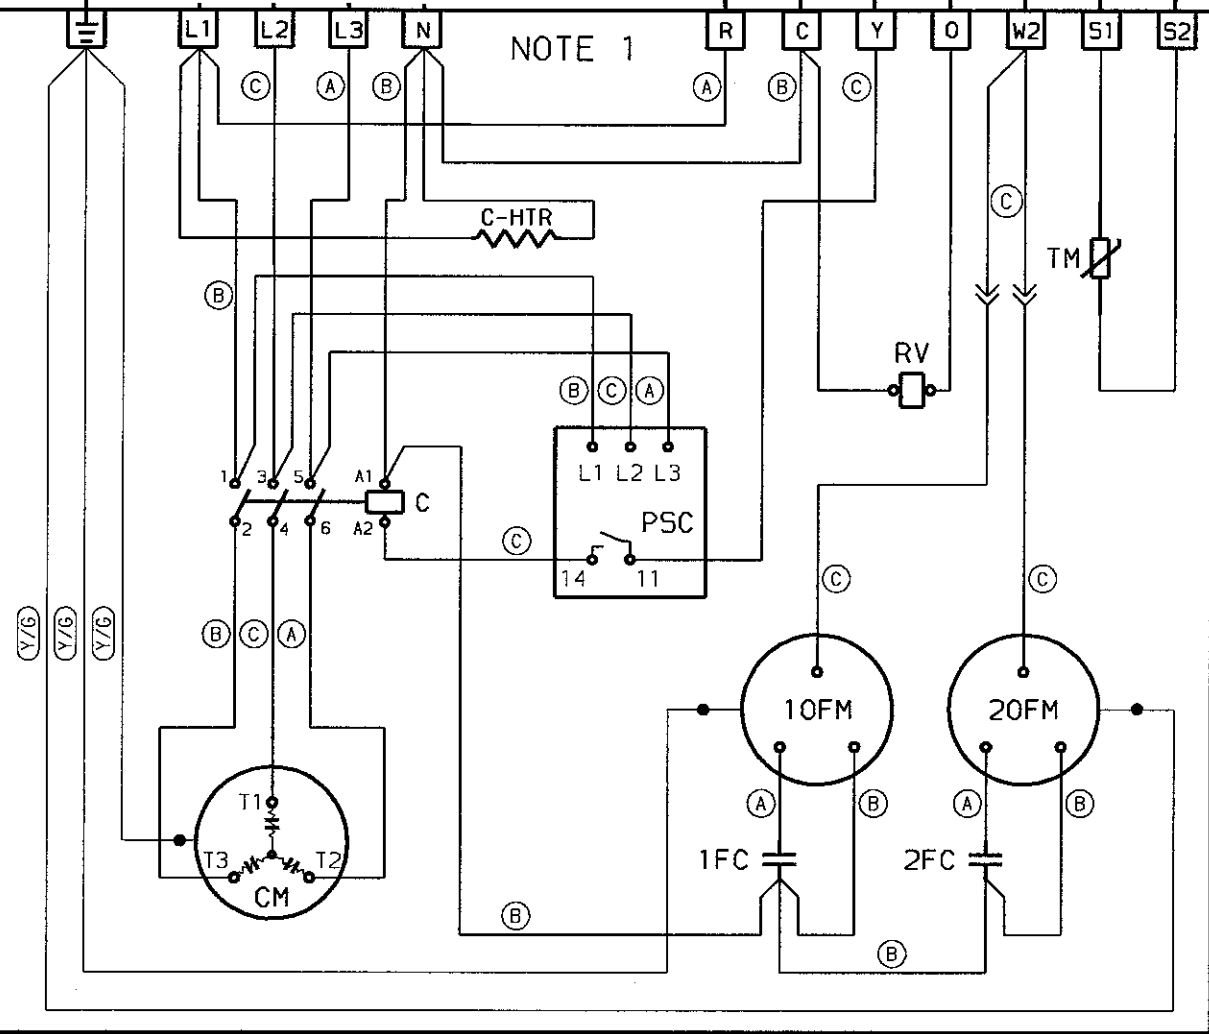 L1 L2 L3 N R C Y O W2 S1 S2
NOTE 1
C A B A B C
C-HTR
C
TM
B
RV
B C A
L1 L2 L3
1 3 5 A1
C
PSC
2 4 6 A2
C
14 11
C C
Y/G Y/G Y/G
B C A
1OFM 2OFM
T1
A B A B
T3 T2
1FC 2FC
CM
B
B